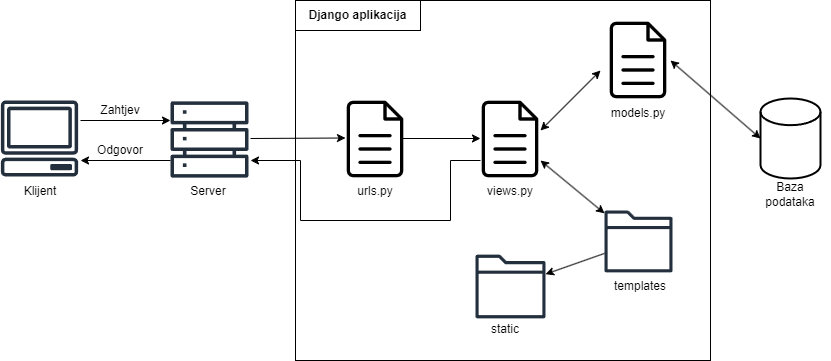 Django aplikacija
Zahtjev
Odgovor
models.py
Klijent
Server
urls.py
views.py
Baza
podataka
templates
static